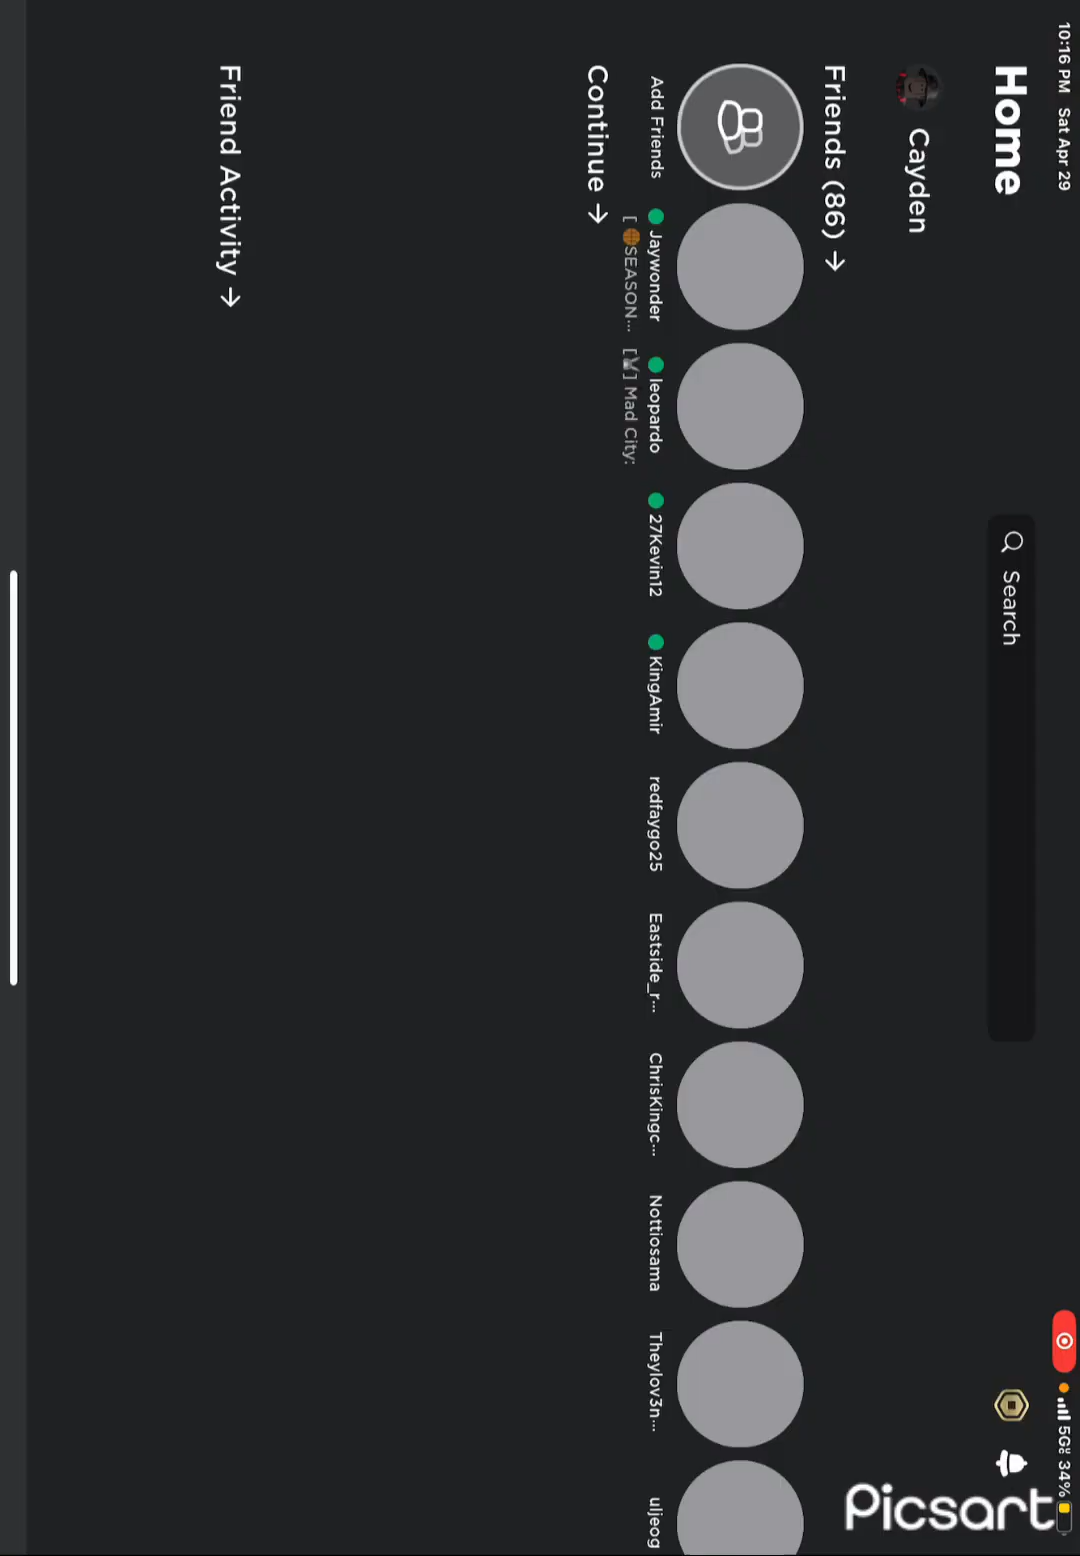 10:16 PM Sat Apr 29
5G 34%
Home
Search
Cayden
Friends (86) →
Add Friends
Jaywonder
leopardo
27Kevin12
KingAmir
redfaygo25
Eastside_r...
ChrisKingc...
Nottiosama
Theylov3n...
uljeog
[ 🏀SEASON...
[] Mad City:
Continue →
Friend Activity →
Picsart